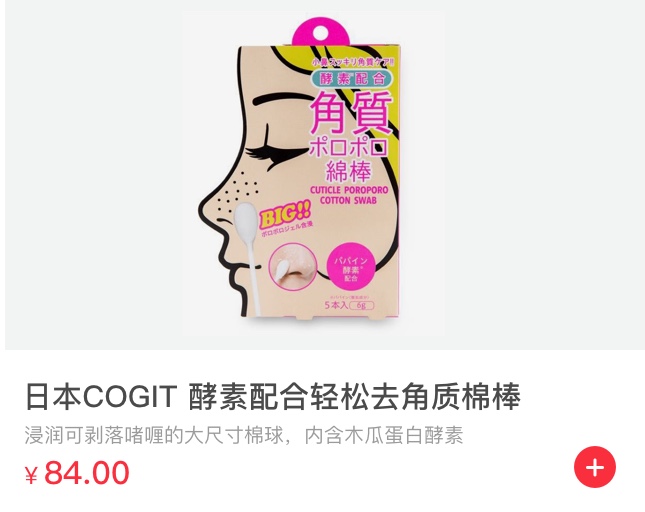 小鼻スッキリ角質ケア!!
酵素*配合
角質
ポロポロ
綿棒
CUTICLE POROPORO
COTTON SWAB
BIG!!
ポロポロジェル含浸
パパイン
酵素*
配合
5本入 6g
日本COGIT 酵素配合轻松去角质棉棒
浸润可剥落啫喱的大尺寸棉球，内含木瓜蛋白酵素
¥ 84.00